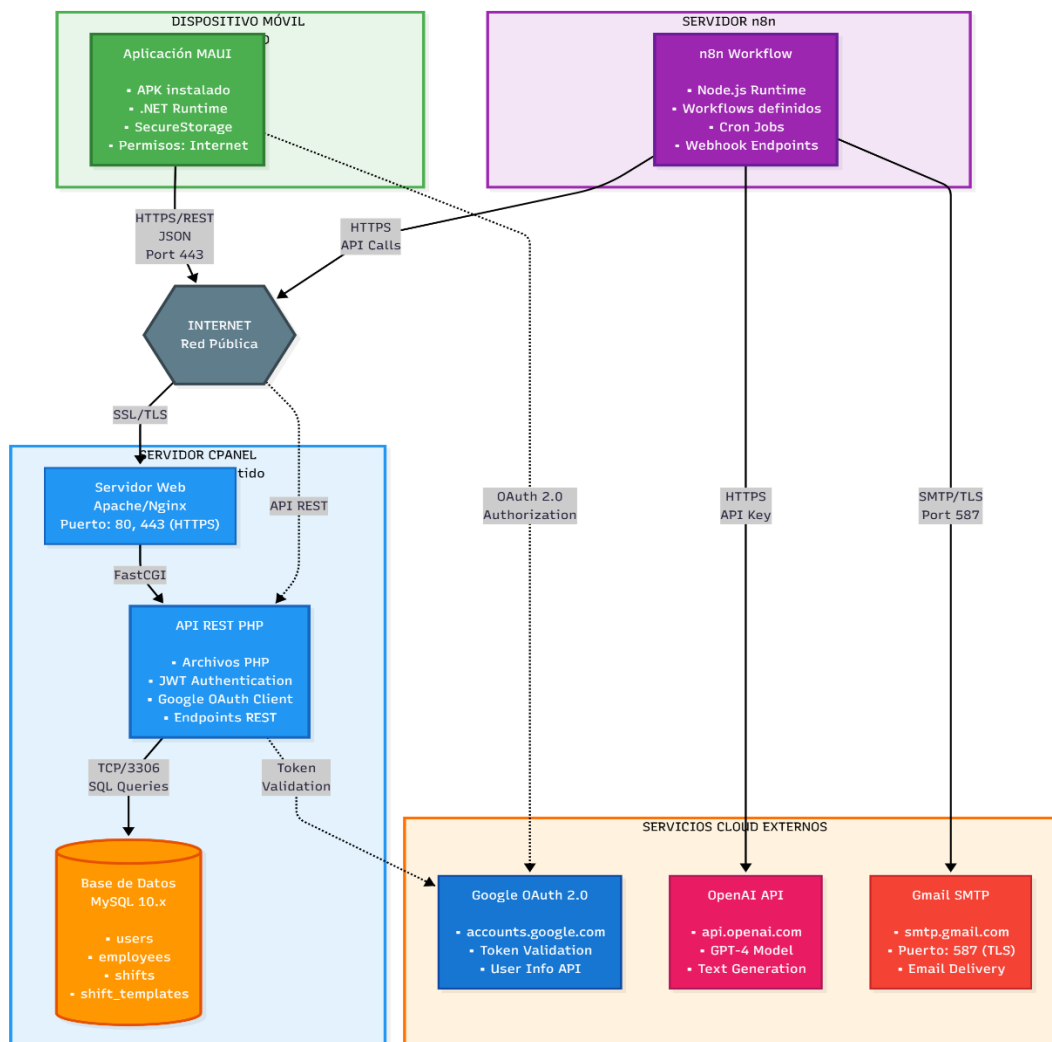 DISPOSITIVO MÓVIL
Aplicación MAUI
▪ APK instalado
▪ .NET Runtime
▪ SecureStorage
▪ Permisos: Internet
SERVIDOR n8n
n8n Workflow
▪ Node.js Runtime
▪ Workflows definidos
▪ Cron Jobs
▪ Webhook Endpoints
HTTPS/REST
JSON
Port 443
HTTPS
API Calls
INTERNET
Red Pública
SSL/TLS
SERVIDOR CPANEL
Servidor Web
Apache/Nginx
Puerto: 80, 443 (HTTPS)
API REST
OAuth 2.0
Authorization
HTTPS
API Key
SMTP/TLS
Port 587
FastCGI
API REST PHP
▪ Archivos PHP
▪ JWT Authentication
▪ Google OAuth Client
▪ Endpoints REST
TCP/3306
SQL Queries
Token
Validation
Base de Datos
MySQL 10.x
▪ users
▪ employees
▪ shifts
▪ shift_templates
SERVICIOS CLOUD EXTERNOS
Google OAuth 2.0
▪ accounts.google.com
▪ Token Validation
▪ User Info API
OpenAI API
▪ api.openai.com
▪ GPT-4 Model
▪ Text Generation
Gmail SMTP
▪ smtp.gmail.com
▪ Puerto: 587 (TLS)
▪ Email Delivery